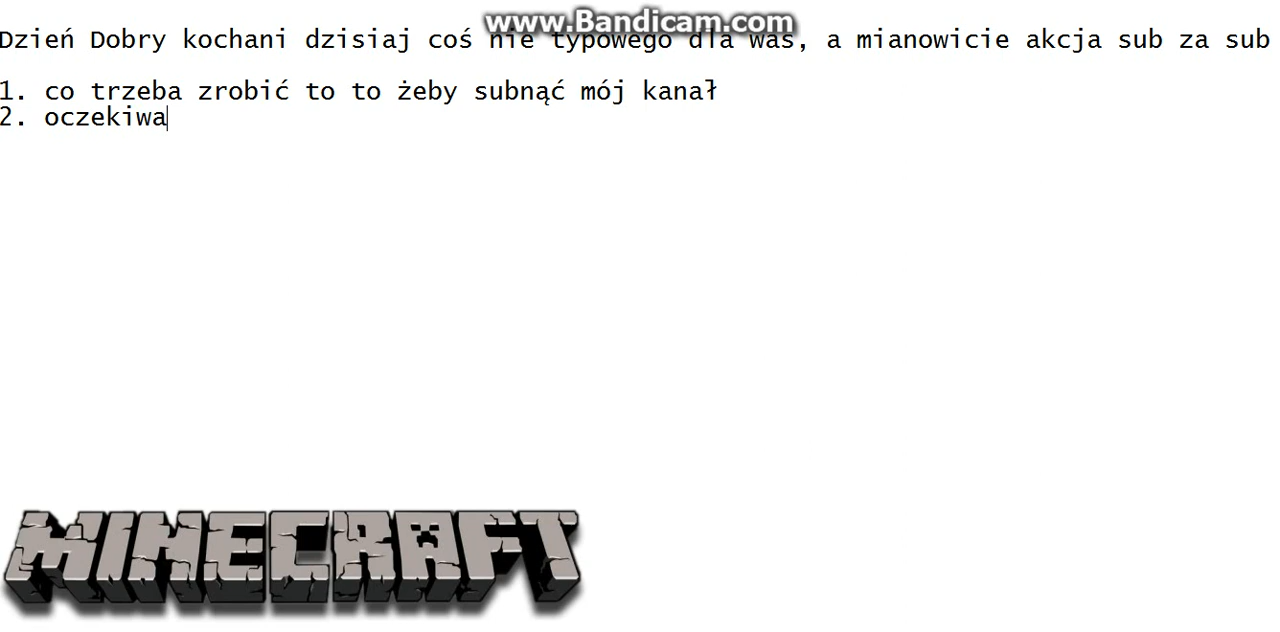 www.Bandicam.com
Dzień Dobry kochani dzisiaj coś nie typowego dla was, a mianowicie akcja sub za sub
1. co trzeba zrobić to to żeby subnąć mój kanał
2. oczekiwa
MINECRAFT